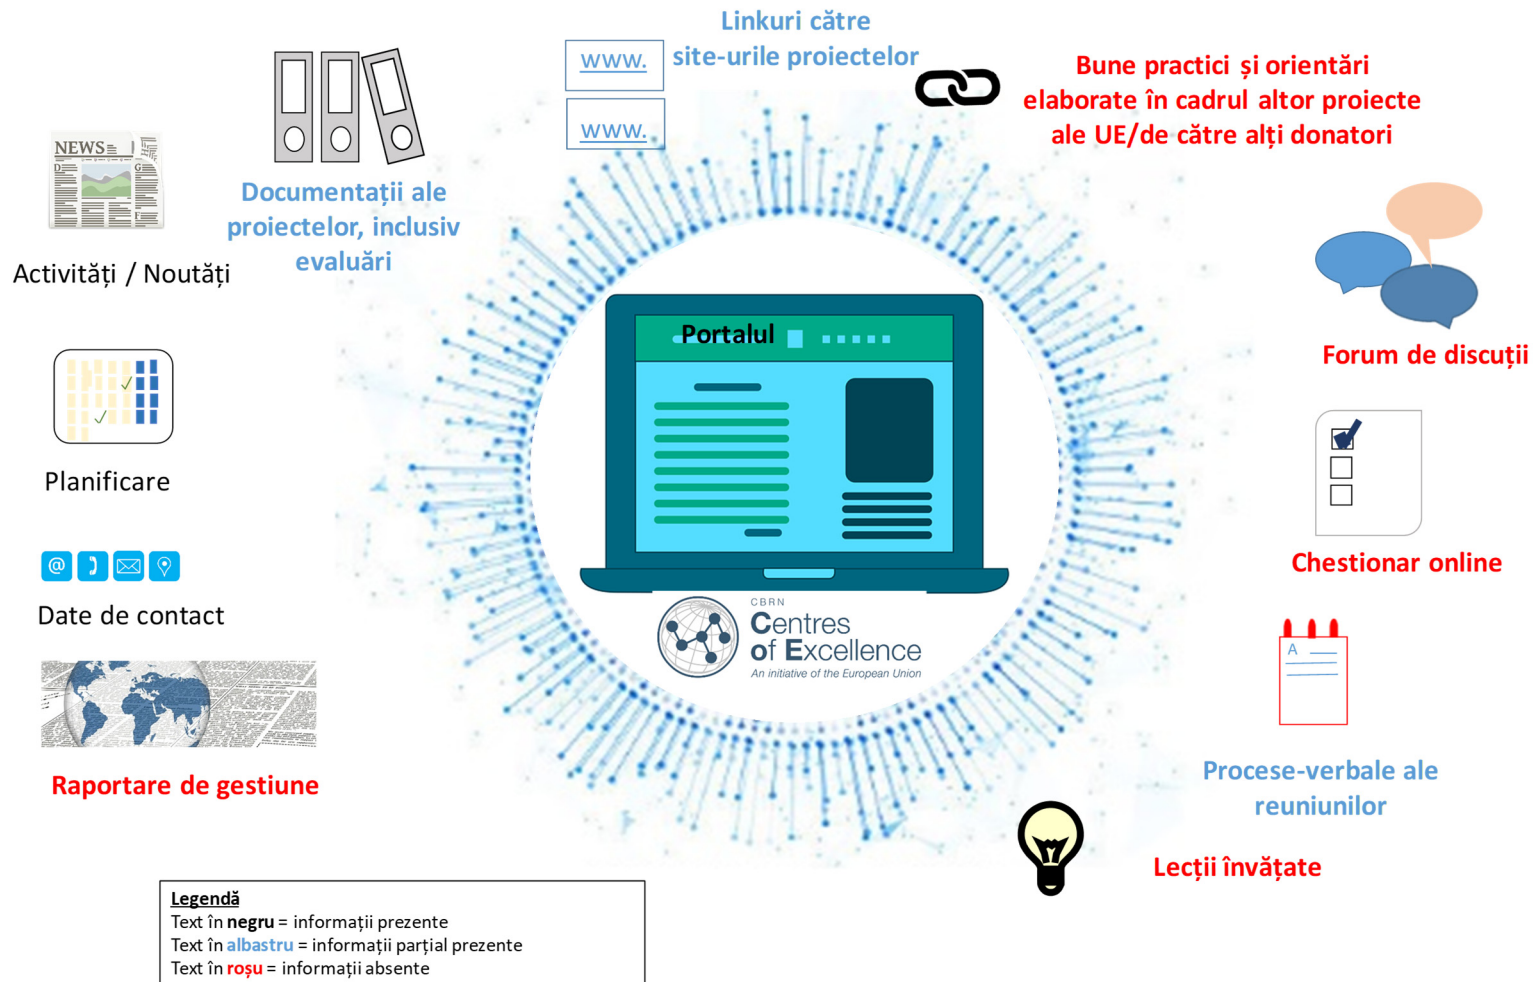 Linkuri către
site-urile proiectelor
www.
www.
Bune practici și orientări
elaborate în cadrul altor proiecte
ale UE/de către alți donatori
NEWS
D
G
E
Documentații ale
proiectelor, inclusiv
evaluări
Activități / Noutăți
Portalul
Forum de discuții
Planificare
Chestionar online
@
Date de contact
CBRN
Centres
of Excellence
An initiative of the European Union
A
Raportare de gestiune
Procese-verbale ale
reuniunilor
Lecții învățate
Legendă
Text în negru = informații prezente
Text în albastru = informații parțial prezente
Text în roșu = informații absente